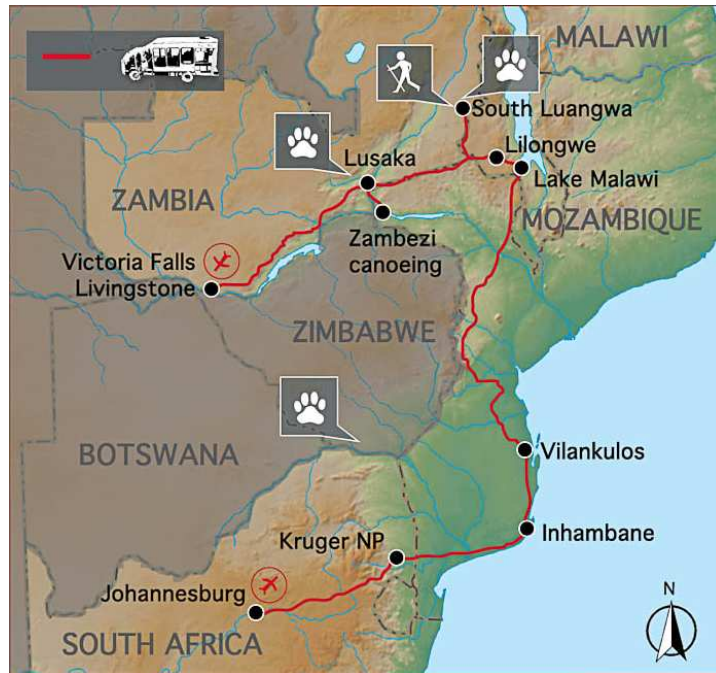 MALAWI
South Luangwa
Lilongwe
Lusaka
Lake Malawi
ZAMBIA
MOZAMBIQUE
Zambezi
canoeing
Victoria Falls
Livingstone
ZIMBABWE
BOTSWANA
Vilankulos
Inhambane
Kruger NP
Johannesburg
N
SOUTH AFRICA